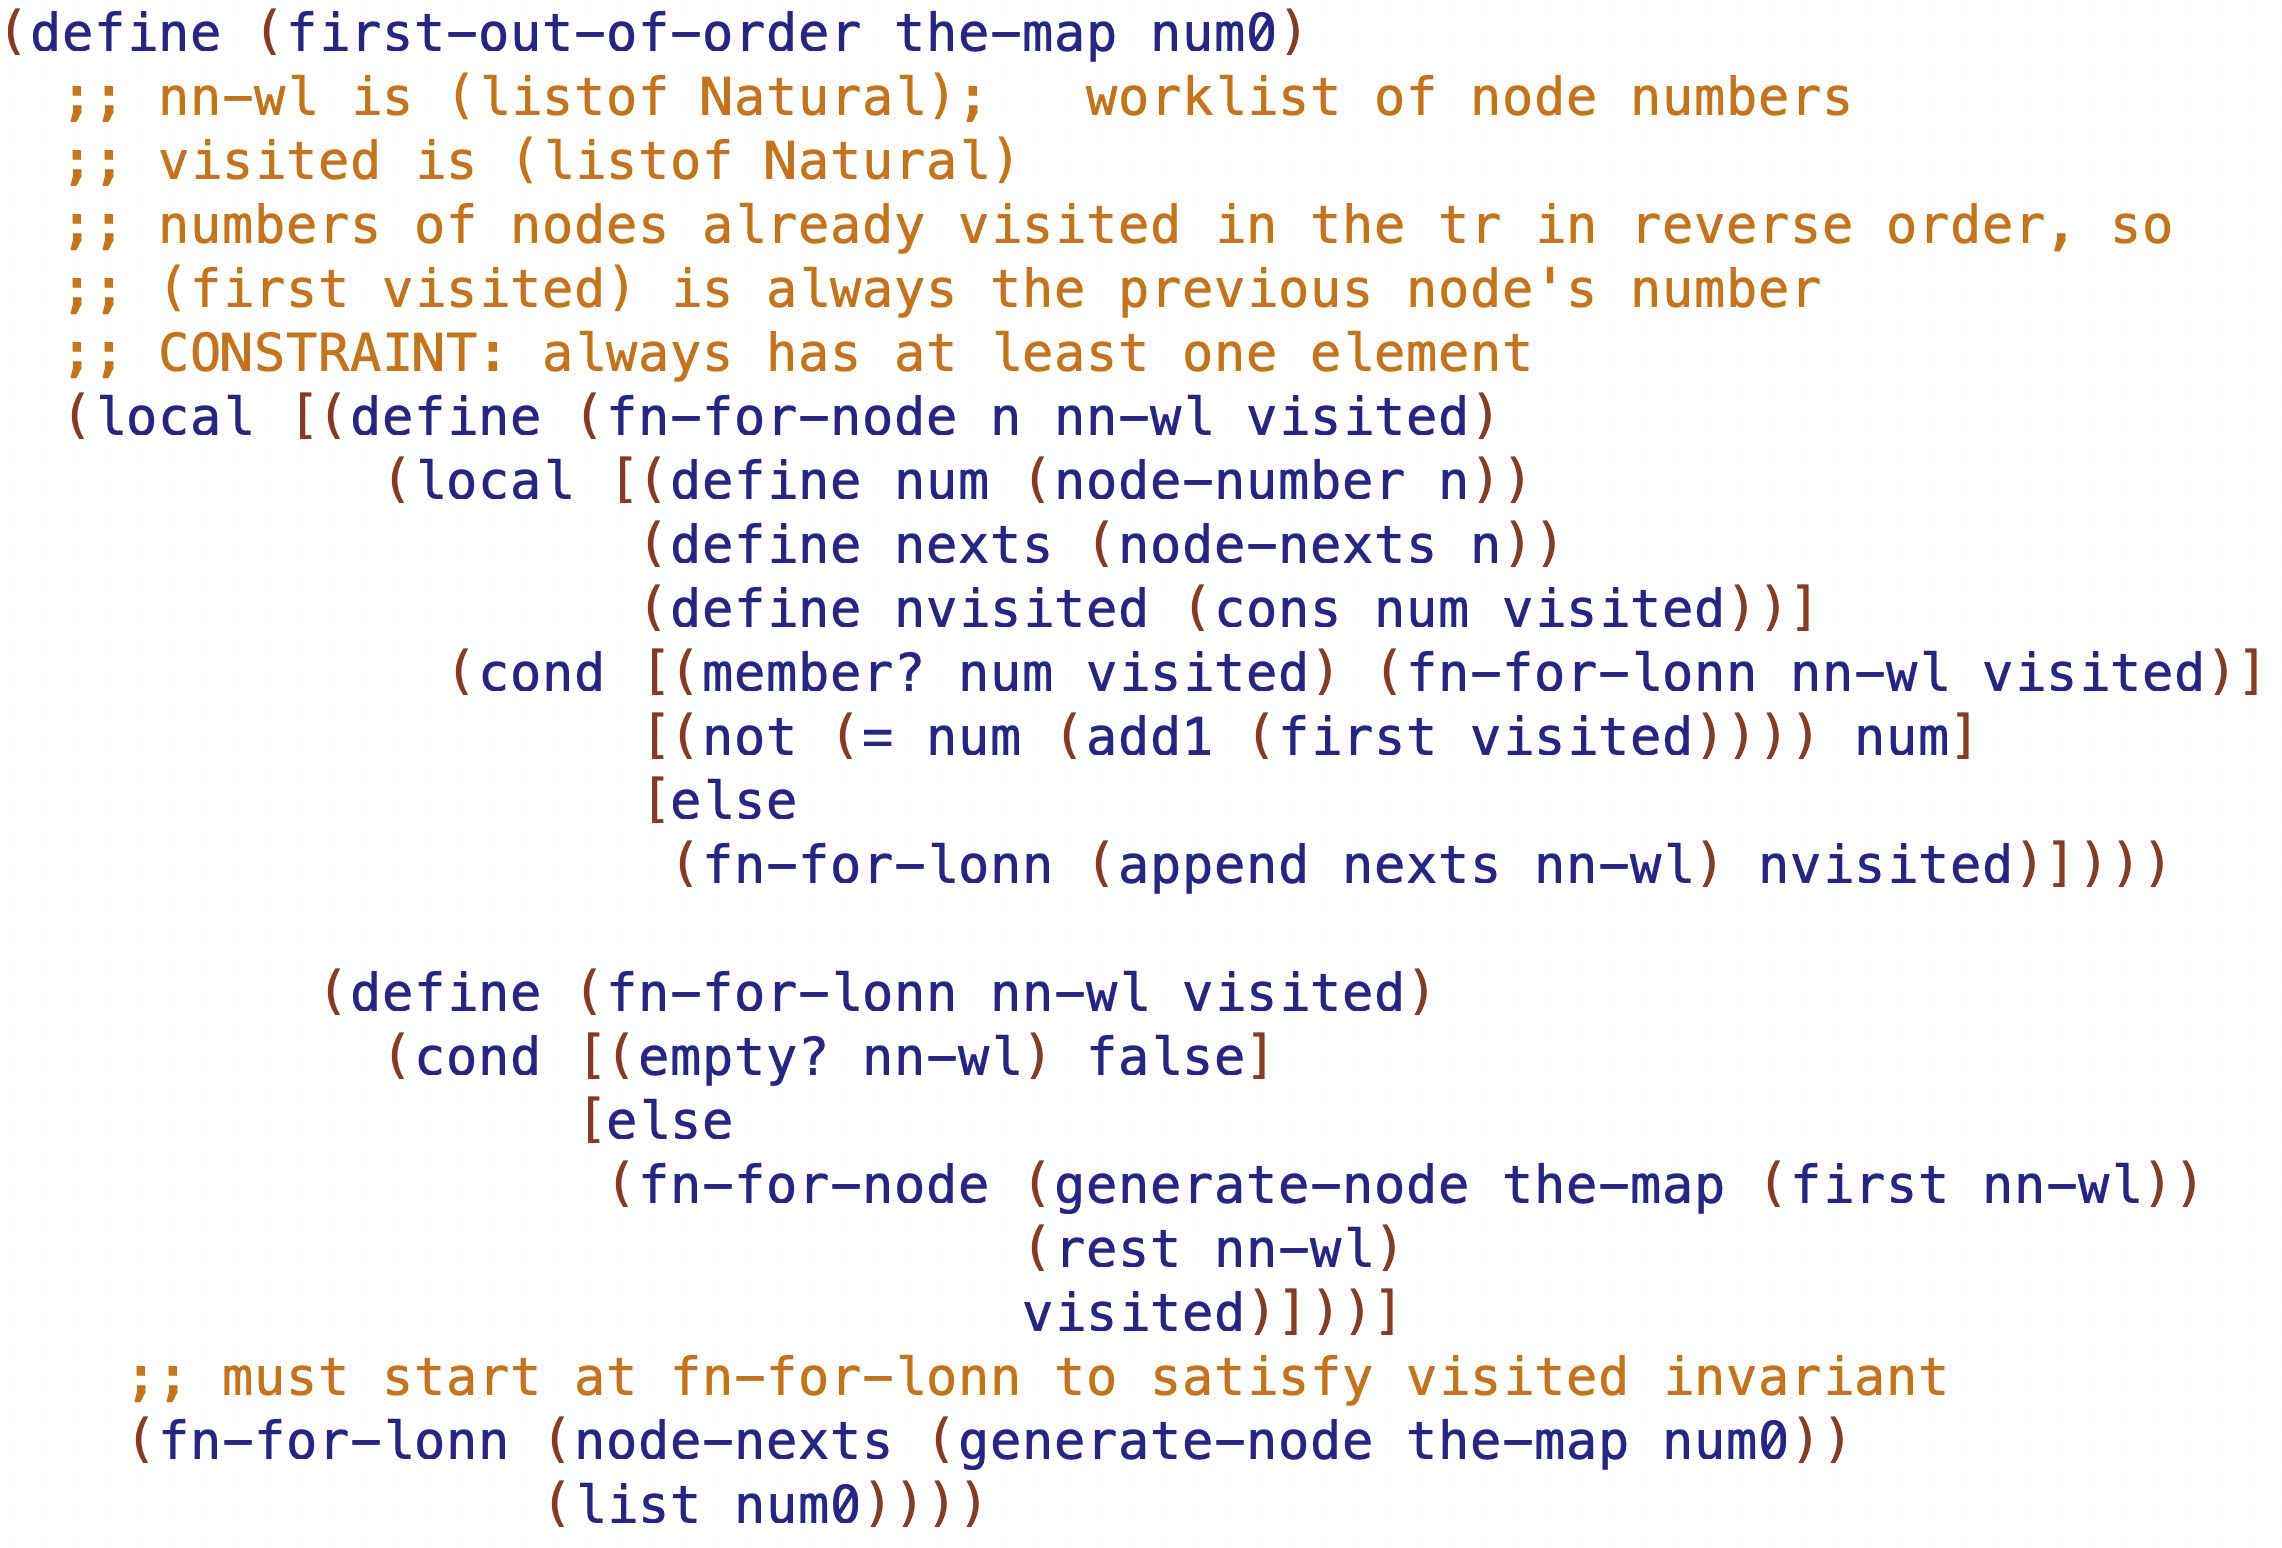 (define (first-out-of-order the-map num0)
  ;; nn-wl is (listof Natural);   worklist of node numbers
  ;; visited is (listof Natural)
  ;; numbers of nodes already visited in the tr in reverse order, so
  ;; (first visited) is always the previous node's number
  ;; CONSTRAINT: always has at least one element
  (local [(define (fn-for-node n nn-wl visited)
            (local [(define num (node-number n))
                    (define nexts (node-nexts n))
                    (define nvisited (cons num visited))]
              (cond [(member? num visited) (fn-for-lonn nn-wl visited)]
                    [(not (= num (add1 (first visited)))) num]
                    [else
                     (fn-for-lonn (append nexts nn-wl) nvisited)])))

          (define (fn-for-lonn nn-wl visited)
            (cond [(empty? nn-wl) false]
                  [else
                   (fn-for-node (generate-node the-map (first nn-wl))
                                (rest nn-wl)
                                visited)]))]
    ;; must start at fn-for-lonn to satisfy visited invariant
    (fn-for-lonn (node-nexts (generate-node the-map num0))
                 (list num0))))